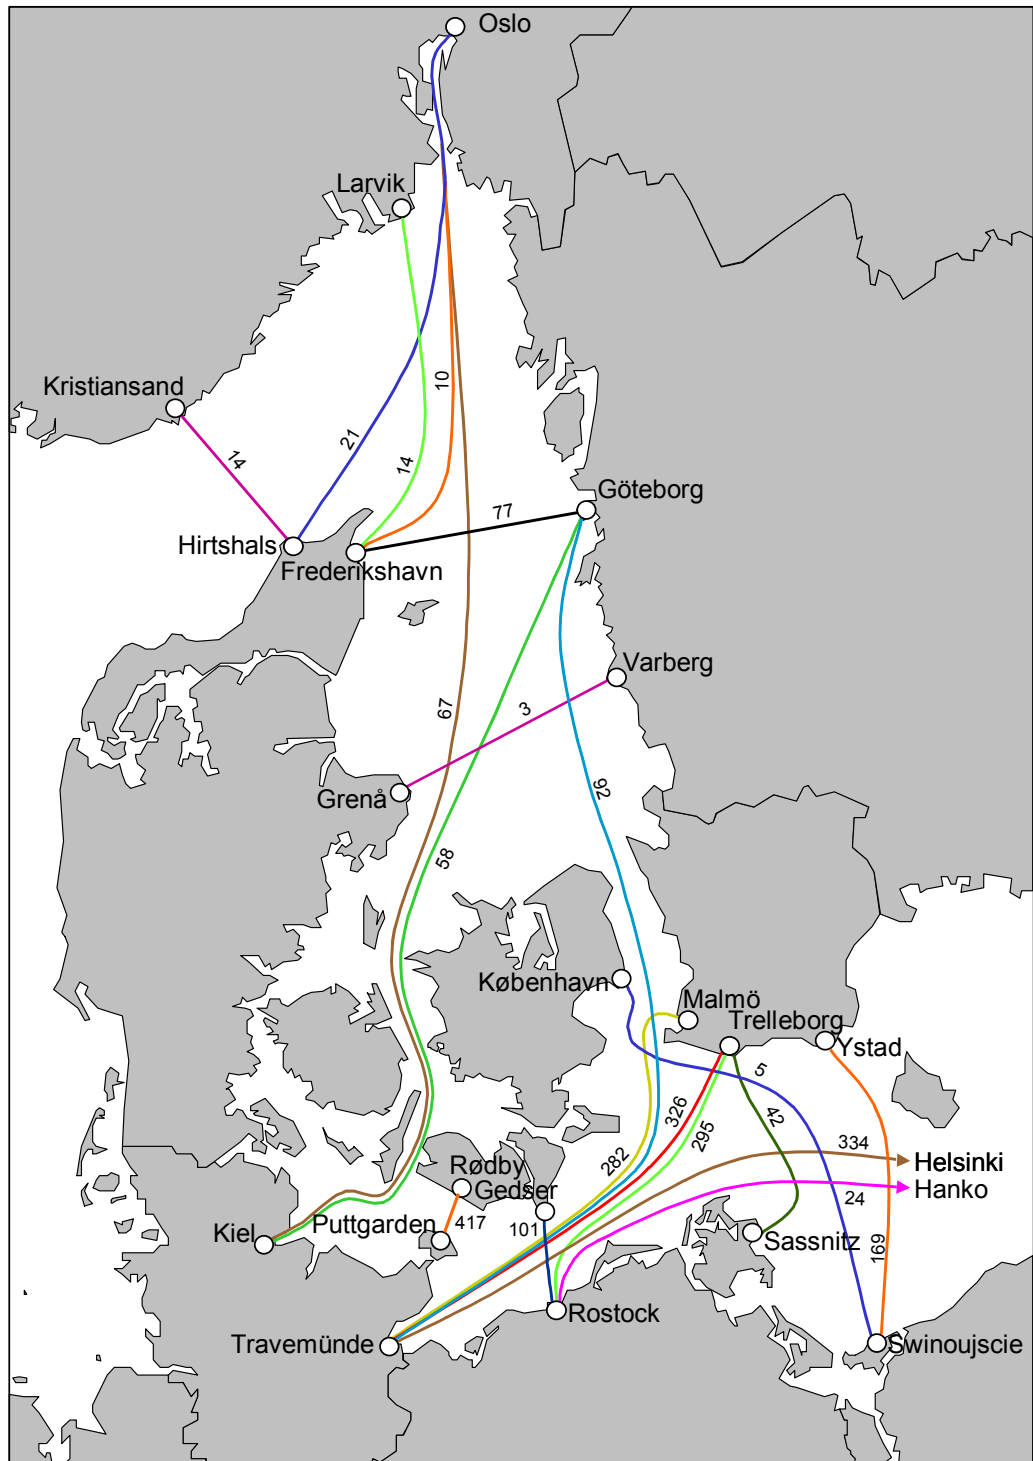 Oslo
Larvik
Kristiansand
10
21
14
14
Göteborg
77
Hirtshals
Frederikshavn
Varberg
67
3
92
Grenå
58
København
Malmö
Trelleborg
Ystad
5
326
42
295
334
282
Helsinki
Rødby
Gedser
Hanko
24
Puttgarden
417
101
Kiel
Sassnitz
169
Rostock
Travemünde
Swinoujscie